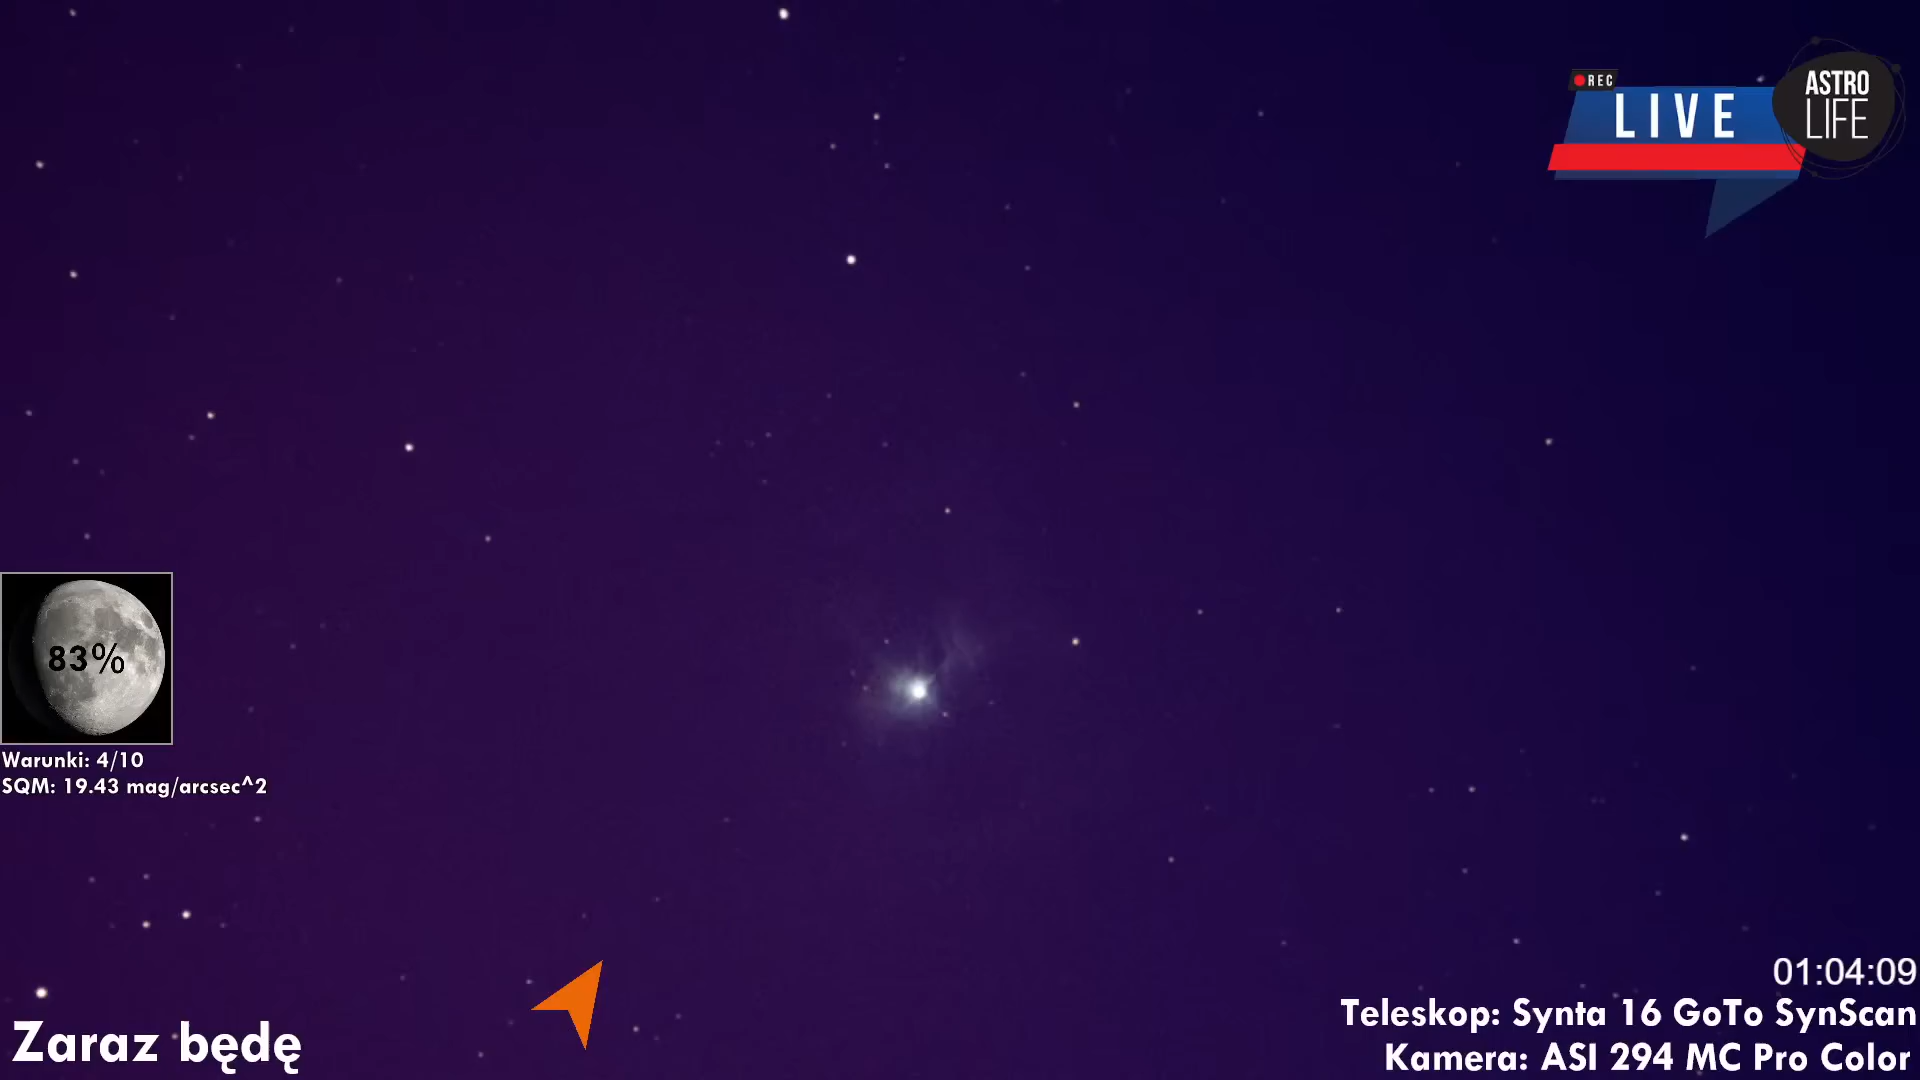 REC
LIVE
ASTRO
LIFE
83%
Warunki: 4/10
SQM: 19.43 mag/arcsec^2
01:04:09
Teleskop: Synta 16 GoTo SynScan
Kamera: ASI 294 MC Pro Color
Zaraz będę